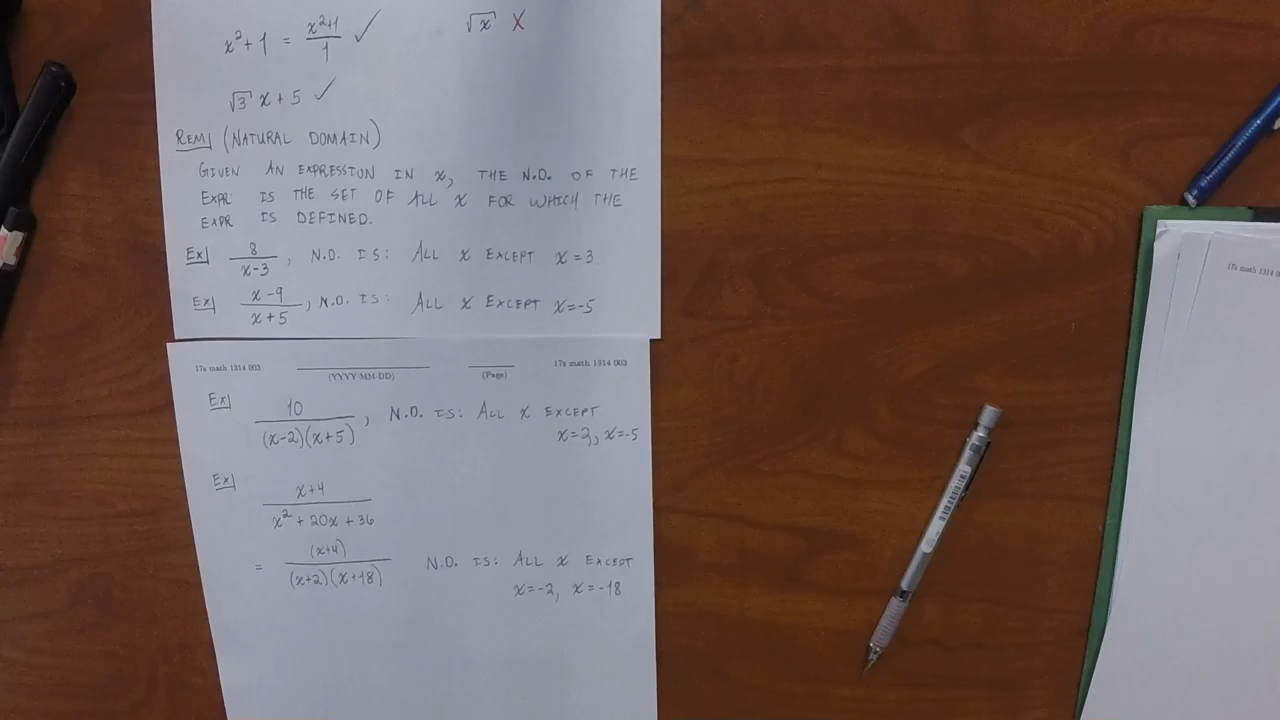 x² + 1 = (x²+1)/1 ✓ √x ✗
√3 x + 5 ✓
REM (NATURAL DOMAIN)
GIVEN AN EXPRESSION IN x, THE N.D. OF THE
EXPR IS THE SET OF ALL x FOR WHICH THE
EXPR IS DEFINED.
Ex 8/(x-3), N.D. IS: ALL x EXCEPT x=3.
Ex (x-9)/(x+5), N.D. IS: ALL x EXCEPT x=-5
17s math 1314 003 (YYYY-MM-DD) (Page) 17s math 1314 003
Ex 10/((x-2)(x+5)), N.D. IS: ALL x EXCEPT
x=2, x=-5
Ex (x+4)/(x² + 20x + 36)
= (x+4)/((x+2)(x+18)) N.D. IS: ALL x EXCEPT
x=-2, x=-18
17s math 1314 00